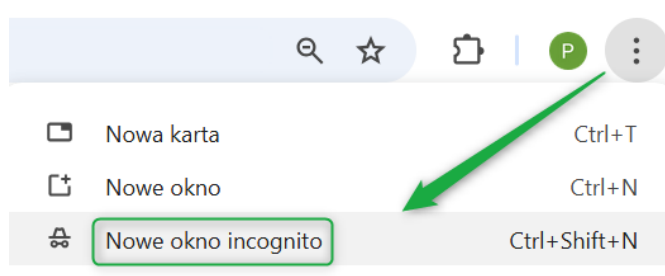 P
Nowa karta Ctrl+T
Nowe okno Ctrl+N
Nowe okno incognito Ctrl+Shift+N